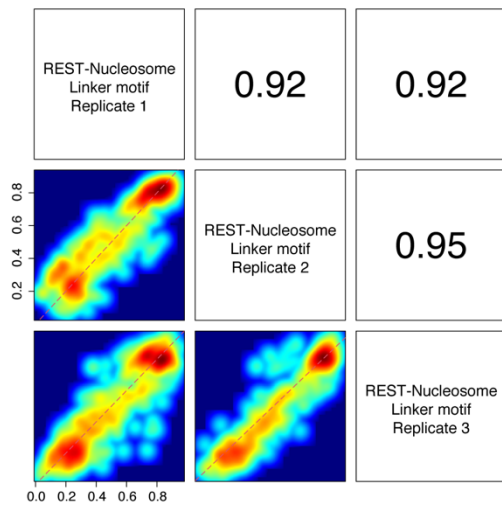 REST-Nucleosome
Linker motif
Replicate 1
0.92
0.92
0.8
0.6
0.4
0.2
REST-Nucleosome
Linker motif
Replicate 2
0.95
REST-Nucleosome
Linker motif
Replicate 3
0.0 0.2 0.4 0.6 0.8